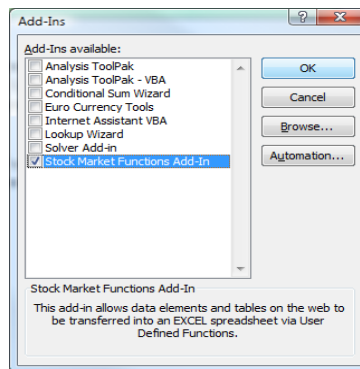 Add-Ins
Add-Ins available:
Analysis ToolPak
Analysis ToolPak - VBA
Conditional Sum Wizard
Euro Currency Tools
Internet Assistant VBA
Lookup Wizard
Solver Add-in
Stock Market Functions Add-In
OK
Cancel
Browse...
Automation...
Stock Market Functions Add-In
This add-in allows data elements and tables on the web to
be transferred into an EXCEL spreadsheet via User
Defined Functions.